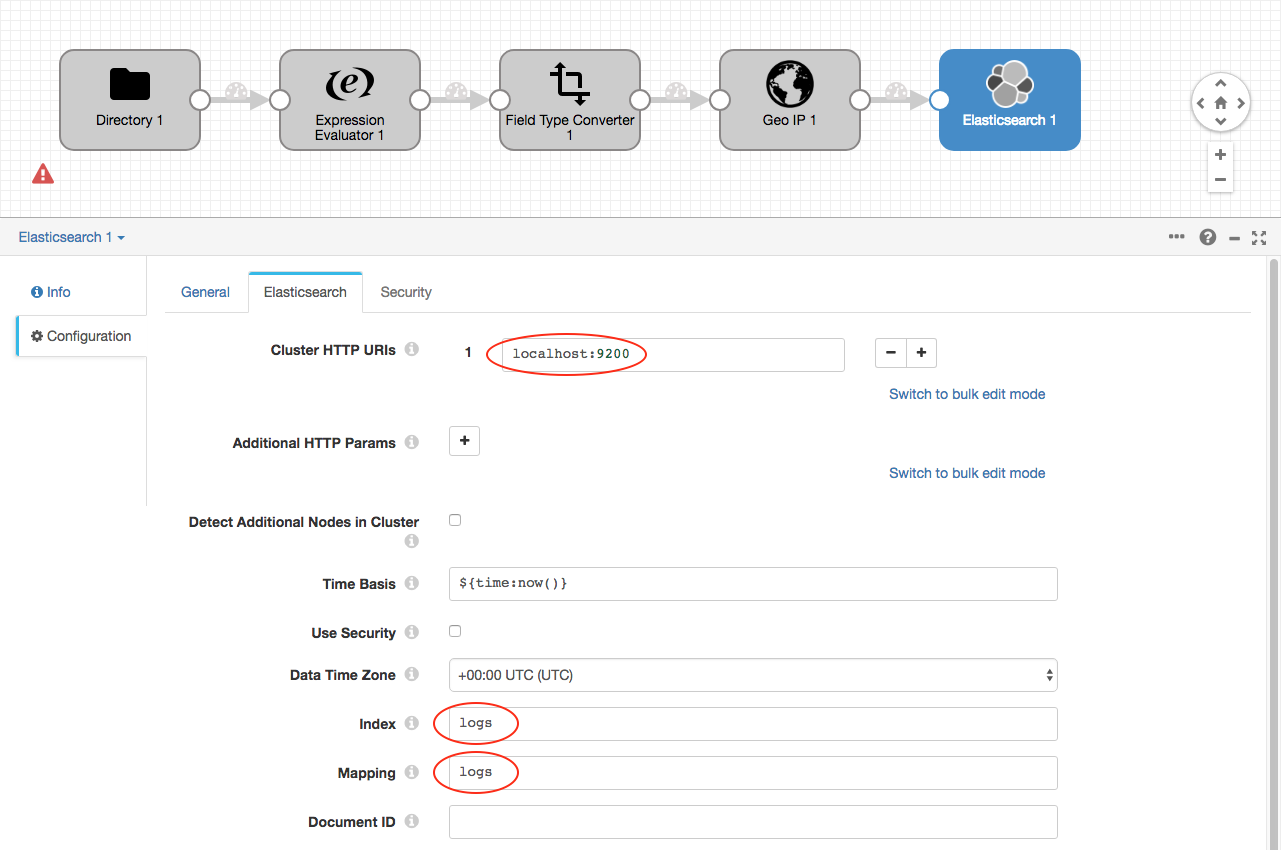 Directory 1
Expression
Evaluator 1
Field Type Converter
1
Geo IP 1
Elasticsearch 1
Elasticsearch 1
Info
Configuration
General
Elasticsearch
Security
Cluster HTTP URIs
1
localhost:9200
Switch to bulk edit mode
Additional HTTP Params
Switch to bulk edit mode
Detect Additional Nodes in Cluster
Time Basis
${time:now()}
Use Security
Data Time Zone
+00:00 UTC (UTC)
Index
logs
Mapping
logs
Document ID